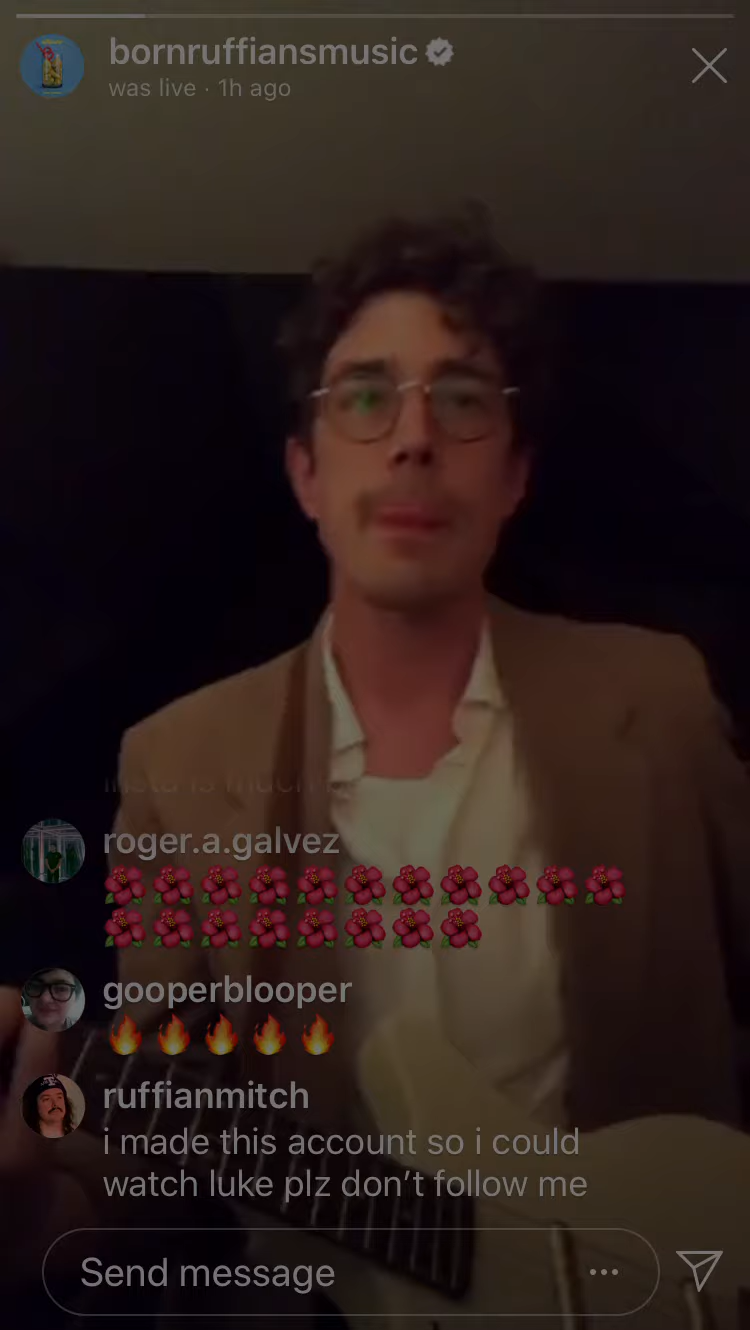 bornruffiansmusic
was live · 1h ago
roger.a.galvez
🌺🌺🌺🌺🌺🌺🌺🌺🌺🌺🌺
🌺🌺🌺🌺🌺🌺🌺🌺
gooperblooper
🔥🔥🔥🔥🔥
ruffianmitch
i made this account so i could
watch luke plz don’t follow me
Send message